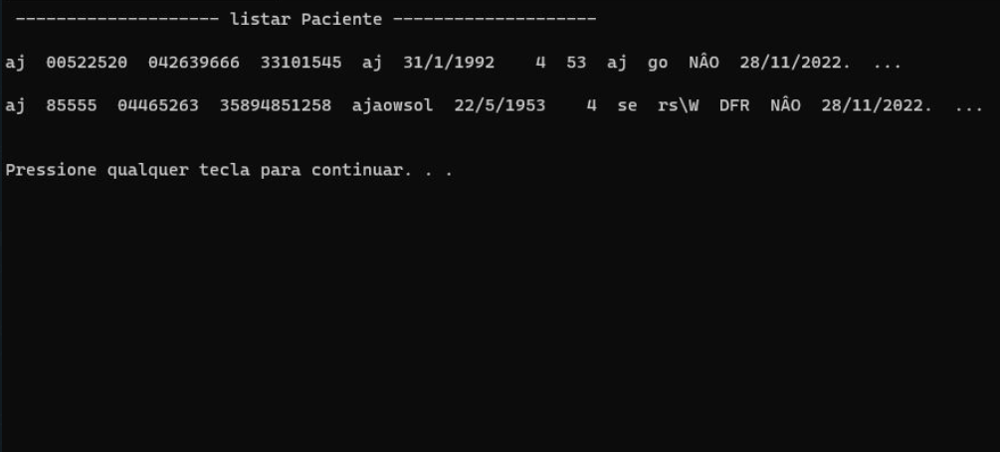 -------------------- listar Paciente --------------------
aj 00522520 042639666 33101545 aj 31/1/1992 4 53 aj go NÂO 28/11/2022. ...
aj 85555 04465263 35894851258 ajaowsol 22/5/1953 4 se rs\W DFR NÂO 28/11/2022. ...
Pressione qualquer tecla para continuar. . .